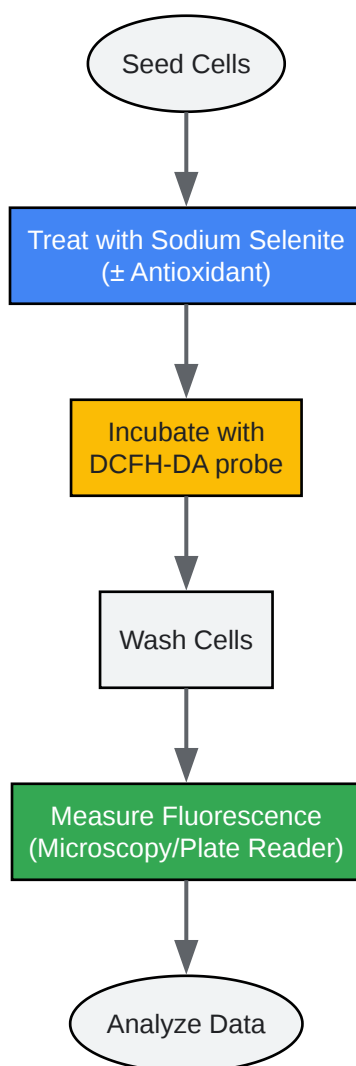 Seed Cells
Treat with Sodium Selenite
(± Antioxidant)
Incubate with
DCFH-DA probe
Wash Cells
Measure Fluorescence
(Microscopy/Plate Reader)
Analyze Data